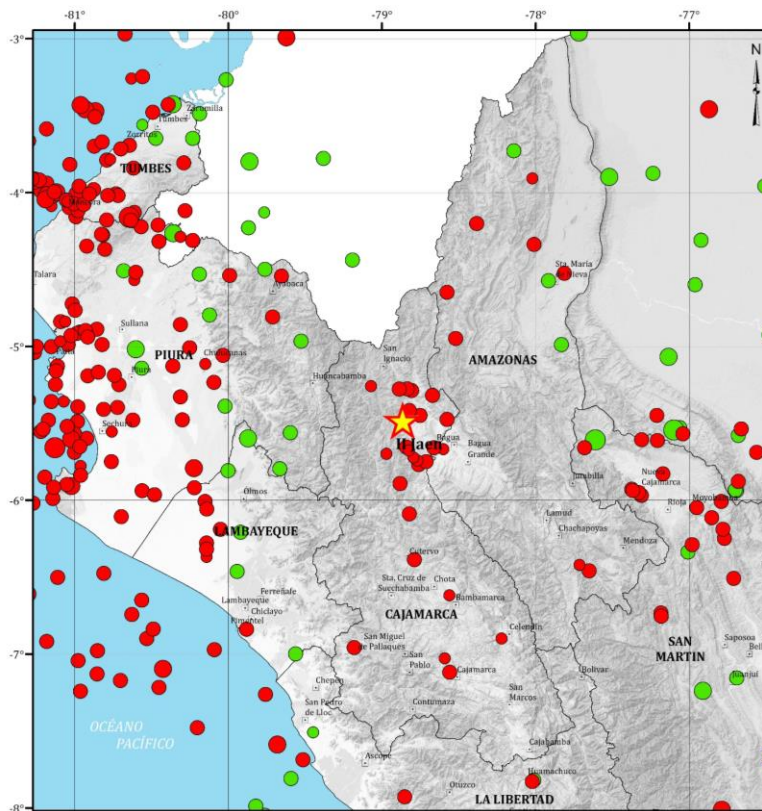 -81°
-80°
-79°
-78°
-77°
-3°
N
Zarumilla
Tumbes
Zorritos
TUMBES
-4°
Talara
Ayabaca
Sta. María
de Nieva
Sullana
-5°
PIURA
Chulucanas
San
Ignacio
AMAZONAS
Piura
Huancabamba
Sechura
Jaen
Bagua
Bagua
Grande
Nueva
Cajamarca
Moyobamba
Rioja
-6°
Olmos
LAMBAYEQUE
Lamud
Chachapoyas
Mendoza
Cutervo
Sta. Cruz de
Succhabamba
Chota
Ferreñafe
Lambayeque
Chiclayo
Pimentel
CAJAMARCA
Bambamarca
Celendín
SAN
MARTIN
Saposoa
-7°
San Miguel
de Pallaques
San
Pablo
Cajamarca
Bolivar
Juanjuí
Chepén
San Pedro
de Lloc
Contumaza
San
Marcos
OCÉANO
PACÍFICO
Cajabamba
Ascope
Otuzco
Huamachuco
LA LIBERTAD
-8°